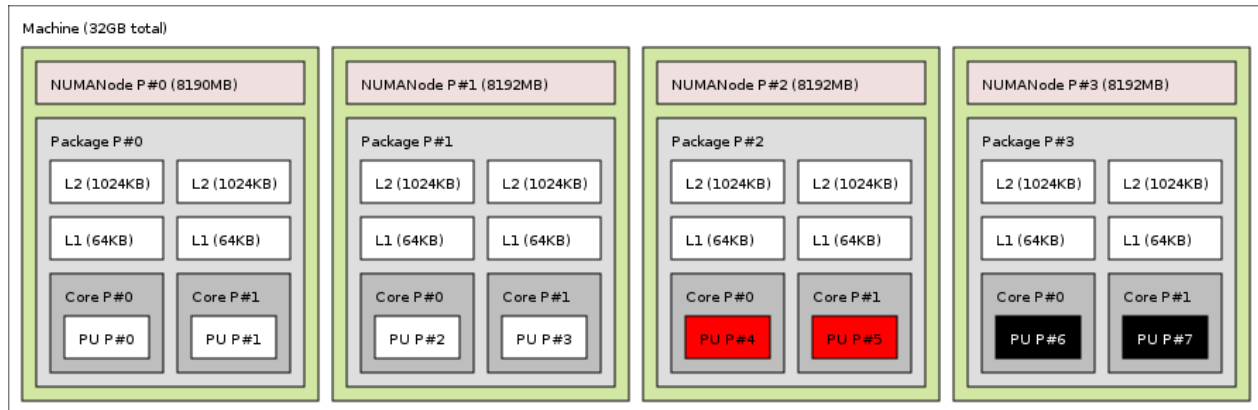 Machine (32GB total)
NUMANode P#0 (8190MB)
Package P#0
L2 (1024KB) L2 (1024KB)
L1 (64KB) L1 (64KB)
Core P#0 Core P#1
PU P#0 PU P#1
NUMANode P#1 (8192MB)
Package P#1
L2 (1024KB) L2 (1024KB)
L1 (64KB) L1 (64KB)
Core P#0 Core P#1
PU P#2 PU P#3
NUMANode P#2 (8192MB)
Package P#2
L2 (1024KB) L2 (1024KB)
L1 (64KB) L1 (64KB)
Core P#0 Core P#1
PU P#4 PU P#5
NUMANode P#3 (8192MB)
Package P#3
L2 (1024KB) L2 (1024KB)
L1 (64KB) L1 (64KB)
Core P#0 Core P#1
PU P#6 PU P#7